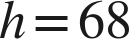 h = 68